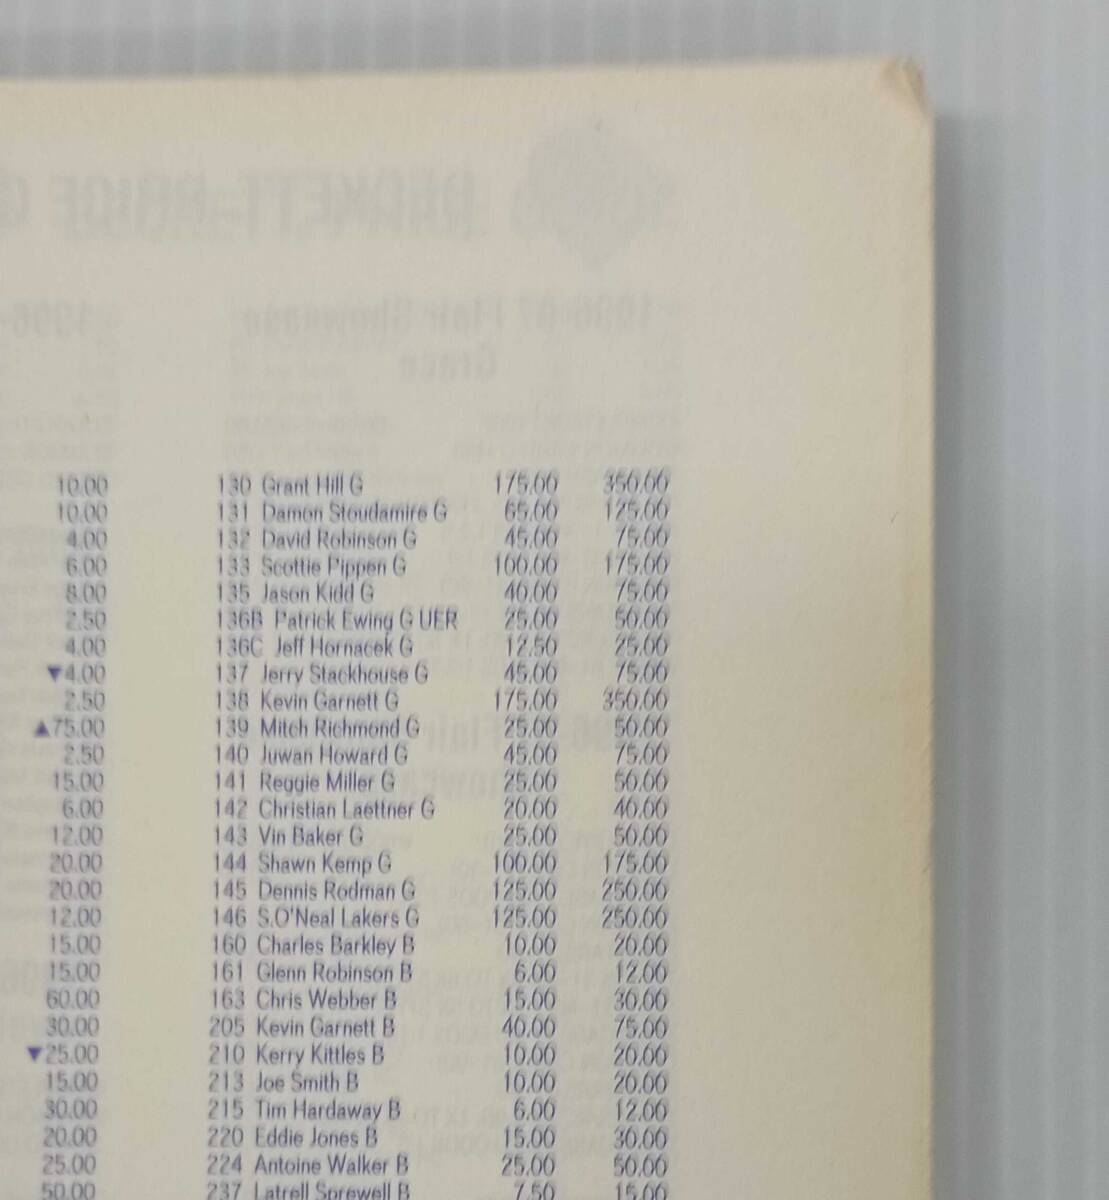 10.00 130 Grant Hill G 175.00 350.00
10.00 131 Damon Stoudamire G 65.00 125.00
4.00 132 David Robinson G 45.00 75.00
6.00 133 Scottie Pippen G 100.00 175.00
8.00 135 Jason Kidd G 40.00 75.00
2.50 136B Patrick Ewing G UER 25.00 50.00
4.00 136C Jeff Hornacek G 12.50 25.00
▼4.00 137 Jerry Stackhouse G 45.00 75.00
2.50 138 Kevin Garnett G 175.00 350.00
▲75.00 139 Mitch Richmond G 25.00 50.00
2.50 140 Juwan Howard G 45.00 75.00
15.00 141 Reggie Miller G 25.00 50.00
6.00 142 Christian Laettner G 20.00 40.00
12.00 143 Vin Baker G 25.00 50.00
20.00 144 Shawn Kemp G 100.00 175.00
20.00 145 Dennis Rodman G 125.00 250.00
12.00 146 S.O'Neal Lakers G 125.00 250.00
15.00 160 Charles Barkley B 10.00 20.00
15.00 161 Glenn Robinson B 6.00 12.00
60.00 163 Chris Webber B 15.00 30.00
30.00 205 Kevin Garnett B 40.00 75.00
▼25.00 210 Kerry Kittles B 10.00 20.00
15.00 213 Joe Smith B 10.00 20.00
30.00 215 Tim Hardaway B 6.00 12.00
20.00 220 Eddie Jones B 15.00 30.00
25.00 224 Antoine Walker B 25.00 50.00
50.00 237 Latrell Sprewell B 7.50 15.00